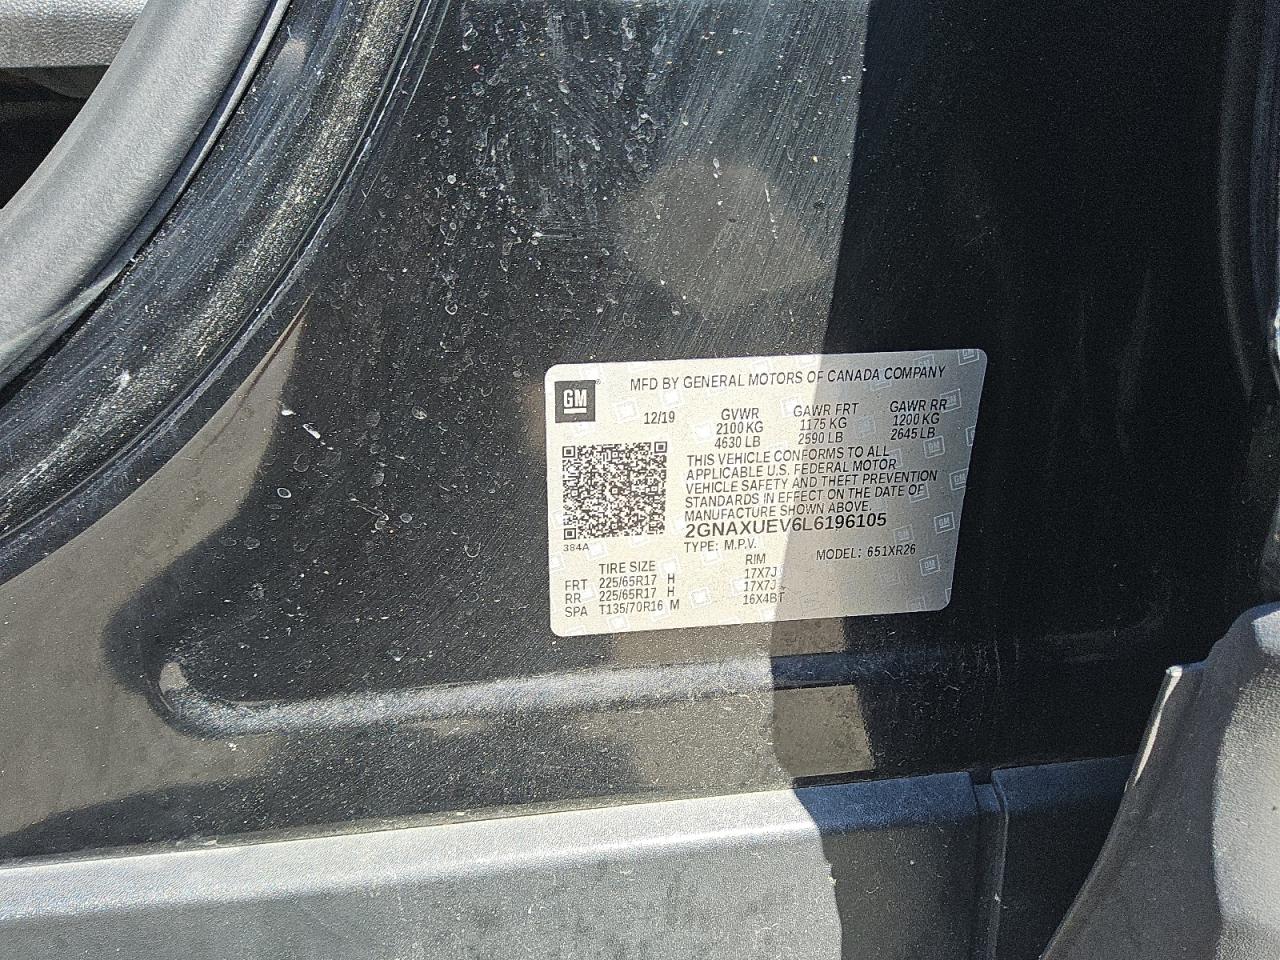 GM
MFD BY GENERAL MOTORS OF CANADA COMPANY
12/19 GVWR GAWR FRT GAWR RR
2100 KG 1175 KG 1200 KG
4630 LB 2590 LB 2645 LB
THIS VEHICLE CONFORMS TO ALL
APPLICABLE U.S. FEDERAL MOTOR
VEHICLE SAFETY AND THEFT PREVENTION
STANDARDS IN EFFECT ON THE DATE OF
MANUFACTURE SHOWN ABOVE.
2GNAXUEV6L6196105
384A TYPE: M.P.V. MODEL: 651XR26
TIRE SIZE RIM
FRT 225/65R17 H 17X7J
RR 225/65R17 H 17X7J
SPA T135/70R16 M 16X4BT